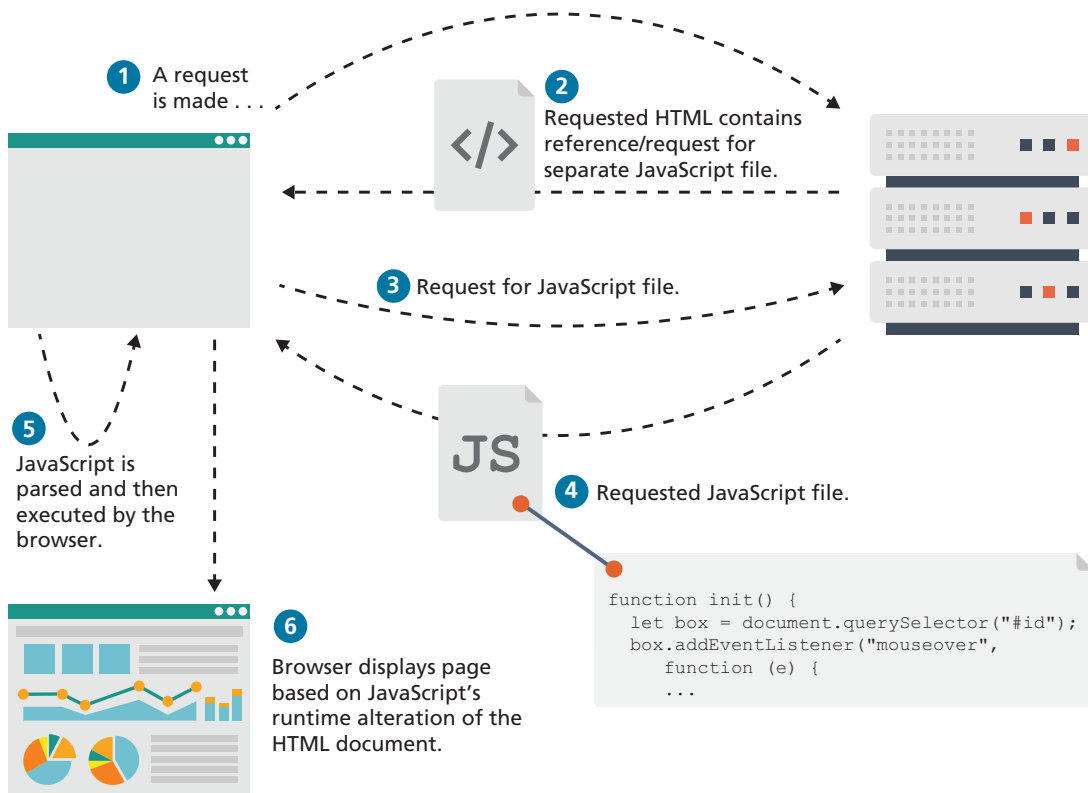 1 A request
is made . . .
2
Requested HTML contains
reference/request for
separate JavaScript file.
</>
3 Request for JavaScript file.
JS
4 Requested JavaScript file.
5
JavaScript is
parsed and then
executed by the
browser.
function init() {
let box = document.querySelector("#id");
box.addEventListener("mouseover",
function (e) {
...
6
Browser displays page
based on JavaScript’s
runtime alteration of the
HTML document.